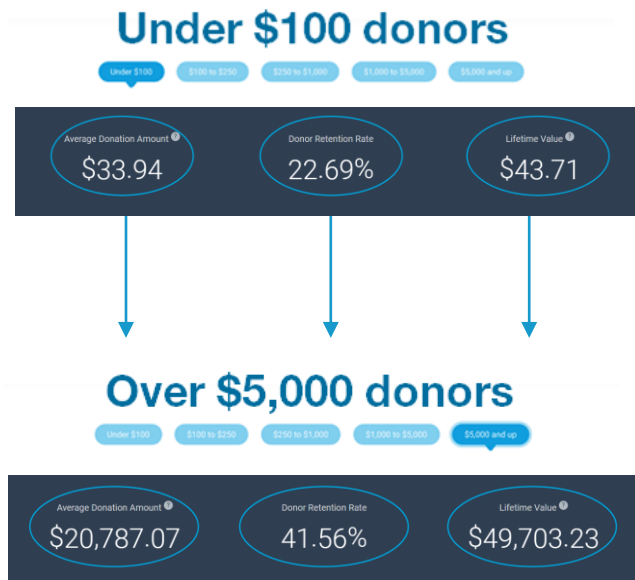 Under $100 donors
Under $100 $100 to $250 $250 to $1,000 $1,000 to $5,000 $5,000 and up
Average Donation Amount ? Donor Retention Rate Lifetime Value ?
$33.94 22.69% $43.71
Over $5,000 donors
Under $100 $100 to $250 $250 to $1,000 $1,000 to $5,000 $5,000 and up
Average Donation Amount ? Donor Retention Rate Lifetime Value ?
$20,787.07 41.56% $49,703.23